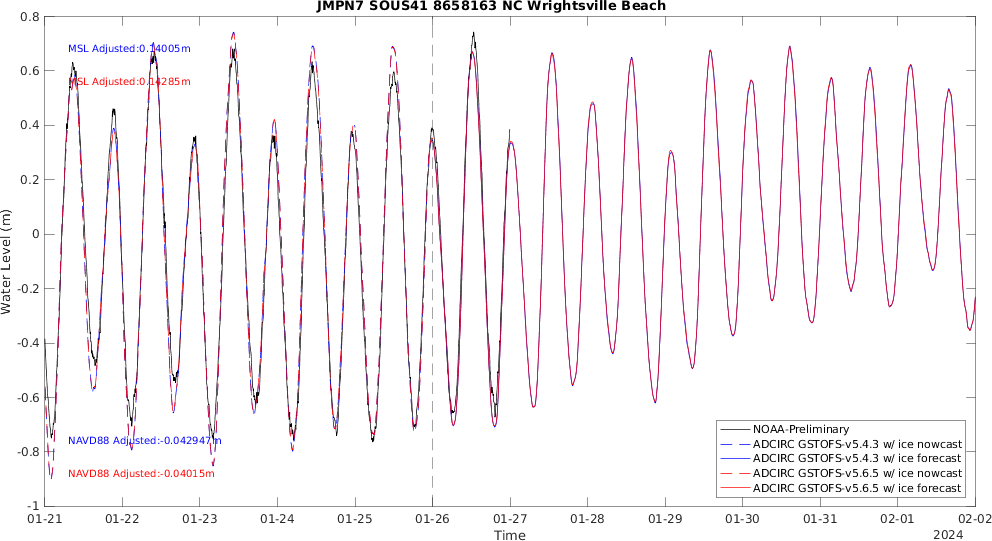 JMPN7 SOUS41 8658163 NC Wrightsville Beach
0.8
0.6
0.4
0.2
0
-0.2
-0.4
-0.6
-0.8
-1
Water Level (m)
MSL Adjusted:0.14005m
MSL Adjusted:0.14285m
NAVD88 Adjusted:-0.042947m
NAVD88 Adjusted:-0.04015m
NOAA-Preliminary
ADCIRC GSTOFS-v5.4.3 w/ ice nowcast
ADCIRC GSTOFS-v5.4.3 w/ ice forecast
ADCIRC GSTOFS-v5.6.5 w/ ice nowcast
ADCIRC GSTOFS-v5.6.5 w/ ice forecast
01-21 01-22 01-23 01-24 01-25 01-26 01-27 01-28 01-29 01-30 01-31 02-01 02-02
Time
2024